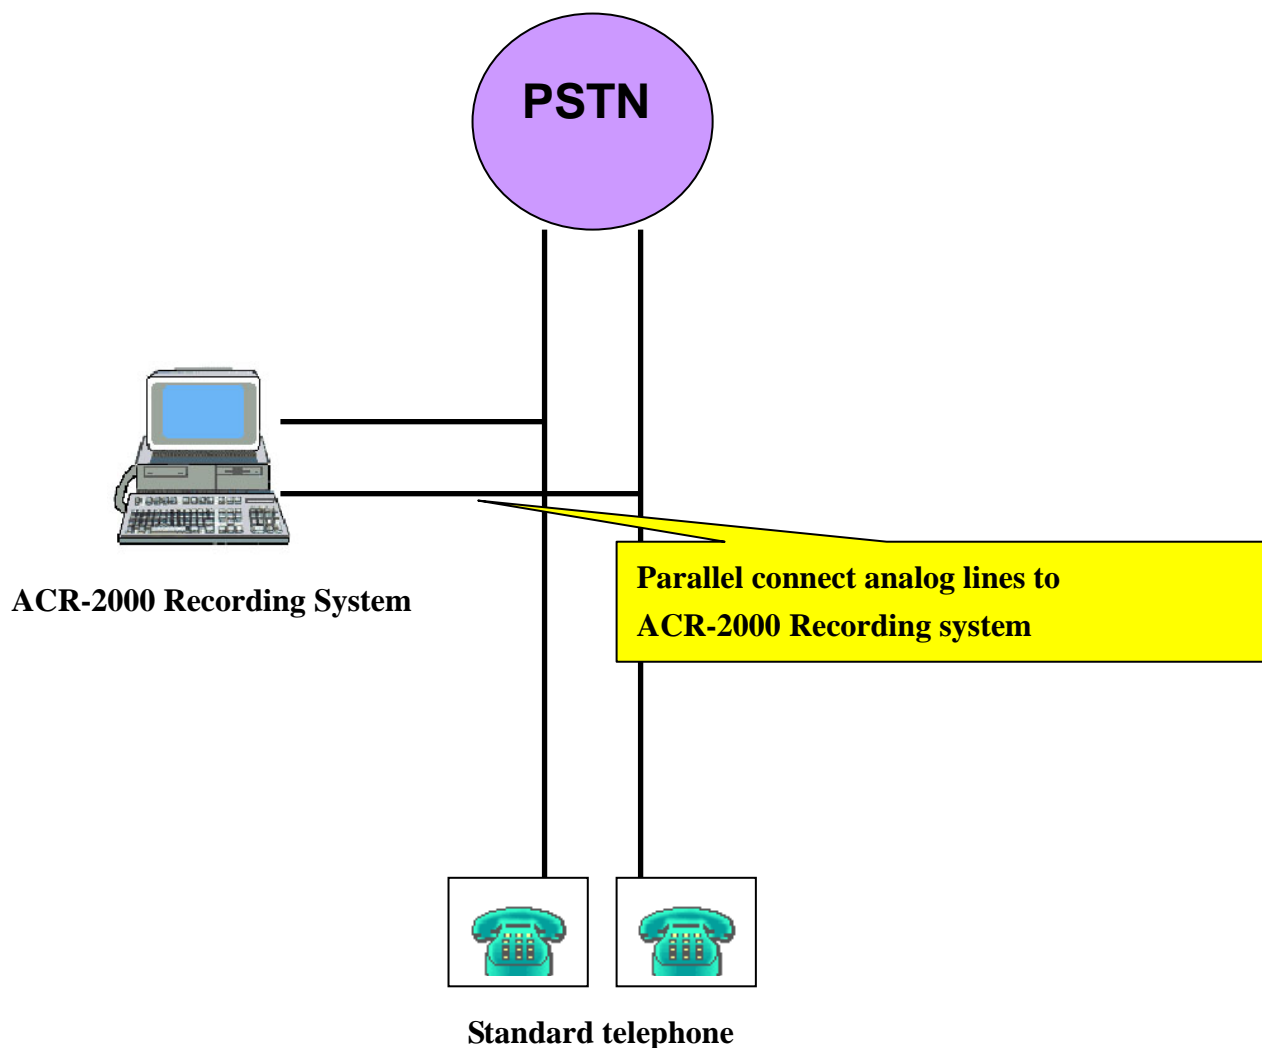 PSTN
Parallel connect analog lines to
ACR-2000 Recording system
ACR-2000 Recording System
Standard telephone